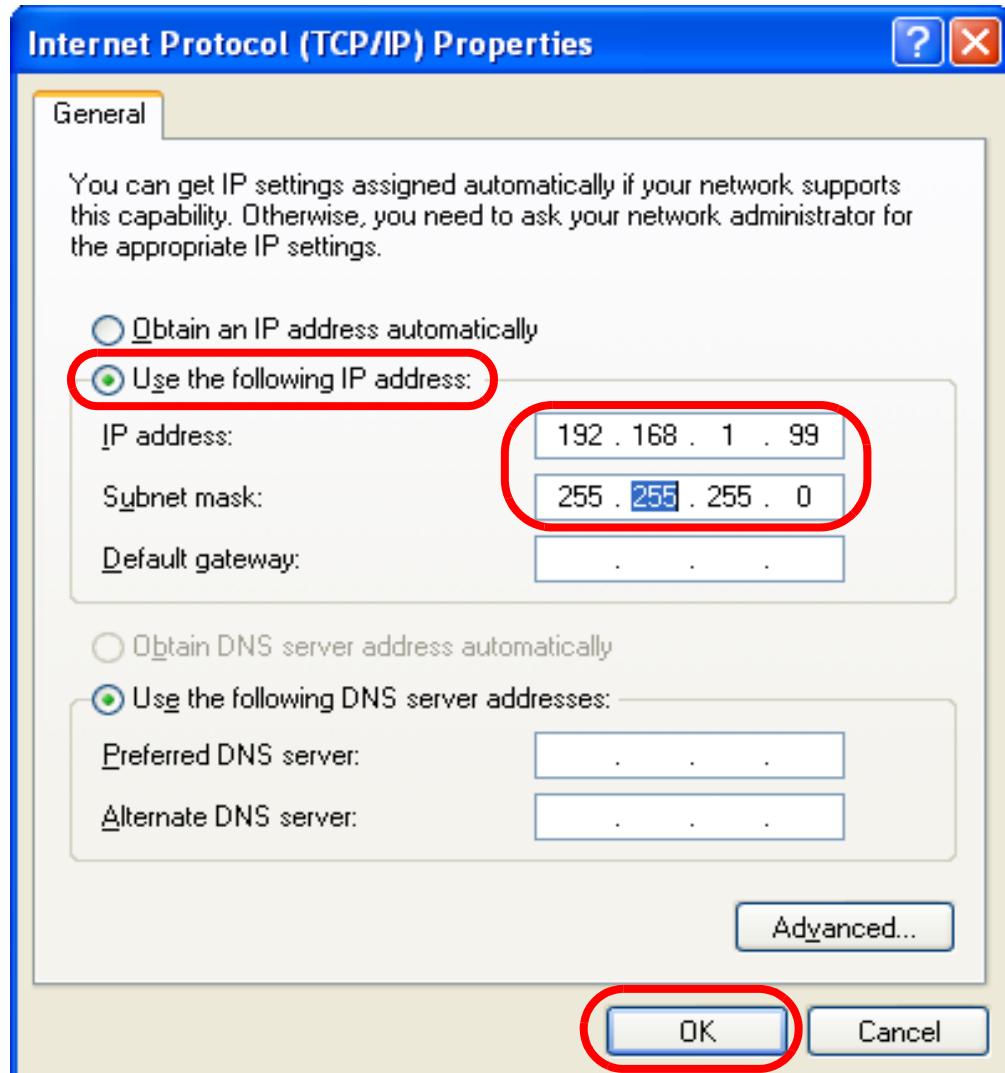 Internet Protocol (TCP/IP) Properties
General
You can get IP settings assigned automatically if your network supports
this capability. Otherwise, you need to ask your network administrator for
the appropriate IP settings.
Obtain an IP address automatically
Use the following IP address:
IP address: 192 . 168 . 1 . 99
Subnet mask: 255 . 255 . 255 . 0
Default gateway: . . .
Obtain DNS server address automatically
Use the following DNS server addresses:
Preferred DNS server: . . .
Alternate DNS server: . . .
Advanced...
OK Cancel